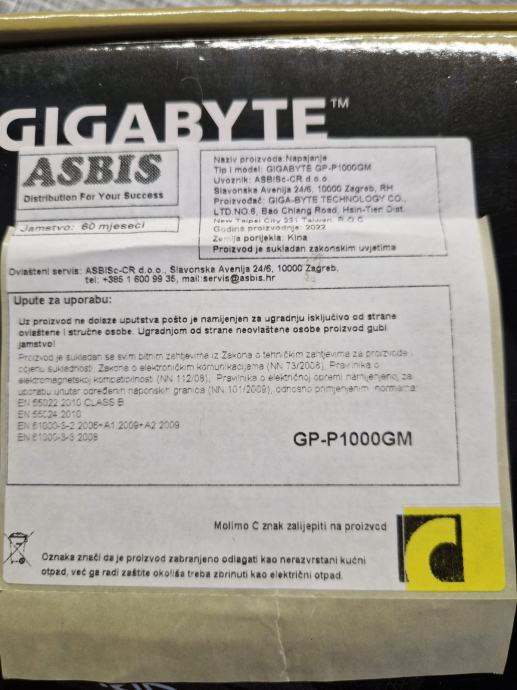 GIGABYTE™
ASBIS
Distribution For Your Success
Jamstvo: 60 mjeseci
Naziv proizvoda:Napajanje
Tip i model: GIGABYTE GP-P1000GM
Uvoznik: ASBISc-CR d.o.o.
Slavonska Avenija 24/6, 10000 Zagreb, RH
Proizvođač: GIGA-BYTE TECHNOLOGY CO.,
LTD.NO.6, Bao Chiang Road, Hsin-Tien Dist.
New Taipei City 231 Taiwan, R.O.C
Godina proizvodnje: 2022
Zemlja porijekla: Kina
Proizvod je sukladan zakonskim uvjetima
Ovlašteni servis: ASBISc-CR d.o.o., Slavonska Avenija 24/6, 10000 Zagreb,
tel: +385 1 600 99 35, mail:servis@asbis.hr
Upute za uporabu:
Uz proizvod ne dolaze uputstva pošto je namijenjen za ugradnju isključivo od strane
ovlaštene i stručne osobe. Ugradnjom od strane neovlaštene osobe proizvod gubi
jamstvo!
Proizvod je sukladan sa svim bitnim zahtjevima iz Zakona o tehničkim zahtjevima za proizvode i
ocjenu sukladnosti, Zakona o elektroničkim komunikacijama (NN 73/2008), Pravilnika o
elektromagnetskoj kompatibilnosti (NN 112/08), Pravilnika o električnoj opremi namijenjenoj za
uporabu unutar određenih naponskih granica (NN 101/2009), odnosno primjenjenim normama:
EN 55022:2010 CLASS B
EN 55024:2010
EN 61000-3-2:2006+A1:2009+A2:2009
EN 61000-3-3:2008
GP-P1000GM
Molimo C znak zalijepiti na proizvod
Oznaka znači da je proizvod zabranjeno odlagati kao nerazvrstani kućni
otpad, već ga radi zaštite okoliša treba zbrinuti kao električni otpad.